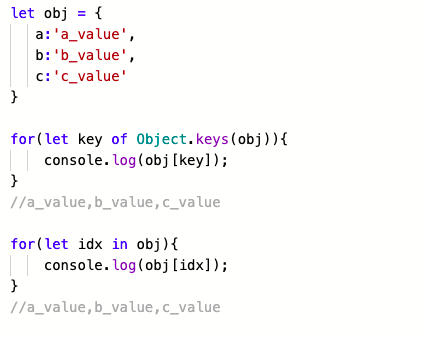 let obj = {
   a:'a_value',
   b:'b_value',
   c:'c_value'
}

for(let key of Object.keys(obj)){
    console.log(obj[key]);
}
//a_value,b_value,c_value

for(let idx in obj){
    console.log(obj[idx]);
}
//a_value,b_value,c_value